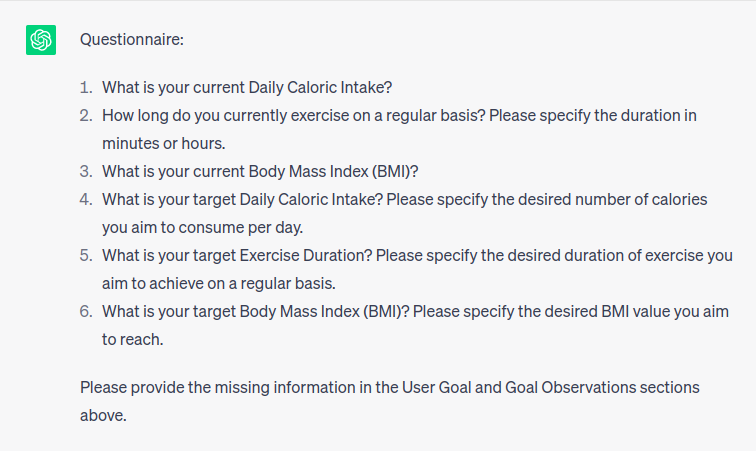 Questionnaire:
1. What is your current Daily Caloric Intake?
2. How long do you currently exercise on a regular basis? Please specify the duration in
minutes or hours.
3. What is your current Body Mass Index (BMI)?
4. What is your target Daily Caloric Intake? Please specify the desired number of calories
you aim to consume per day.
5. What is your target Exercise Duration? Please specify the desired duration of exercise you
aim to achieve on a regular basis.
6. What is your target Body Mass Index (BMI)? Please specify the desired BMI value you aim
to reach.
Please provide the missing information in the User Goal and Goal Observations sections
above.